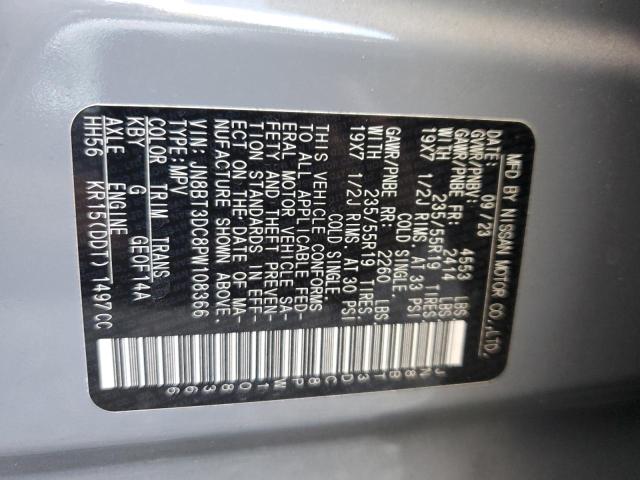 MFD BY NISSAN MOTOR CO.,LTD.
DATE: 09/23
GVWR/PNBV: 4553 LBS
GAWR/PNBE FR: 2414 LBS
WITH 235/55R19 TIRES,
19X7 1/2J RIMS, AT 33 PSI
COLD SINGLE.
GAWR/PNBE RR: 2260 LBS.
WITH 235/55R19 TIRES,
19X7 1/2J RIMS, AT 30 PSI
COLD SINGLE.
THIS VEHICLE CONFORMS
TO ALL APPLICABLE FED-
ERAL MOTOR VEHICLE SA-
FETY AND THEFT PREVEN-
TION STANDARDS IN EFF-
ECT ON THE DATE OF MA-
NUFACTURE SHOWN ABOVE.
VIN: JN8BT3DC8PW108366
TYPE: MPV
COLOR TRIM TRANS
KBY G GE0F14A
AXLE ENGINE
HH56 KR15(DDT) 1497CC
JN8BT3DC8PW108366